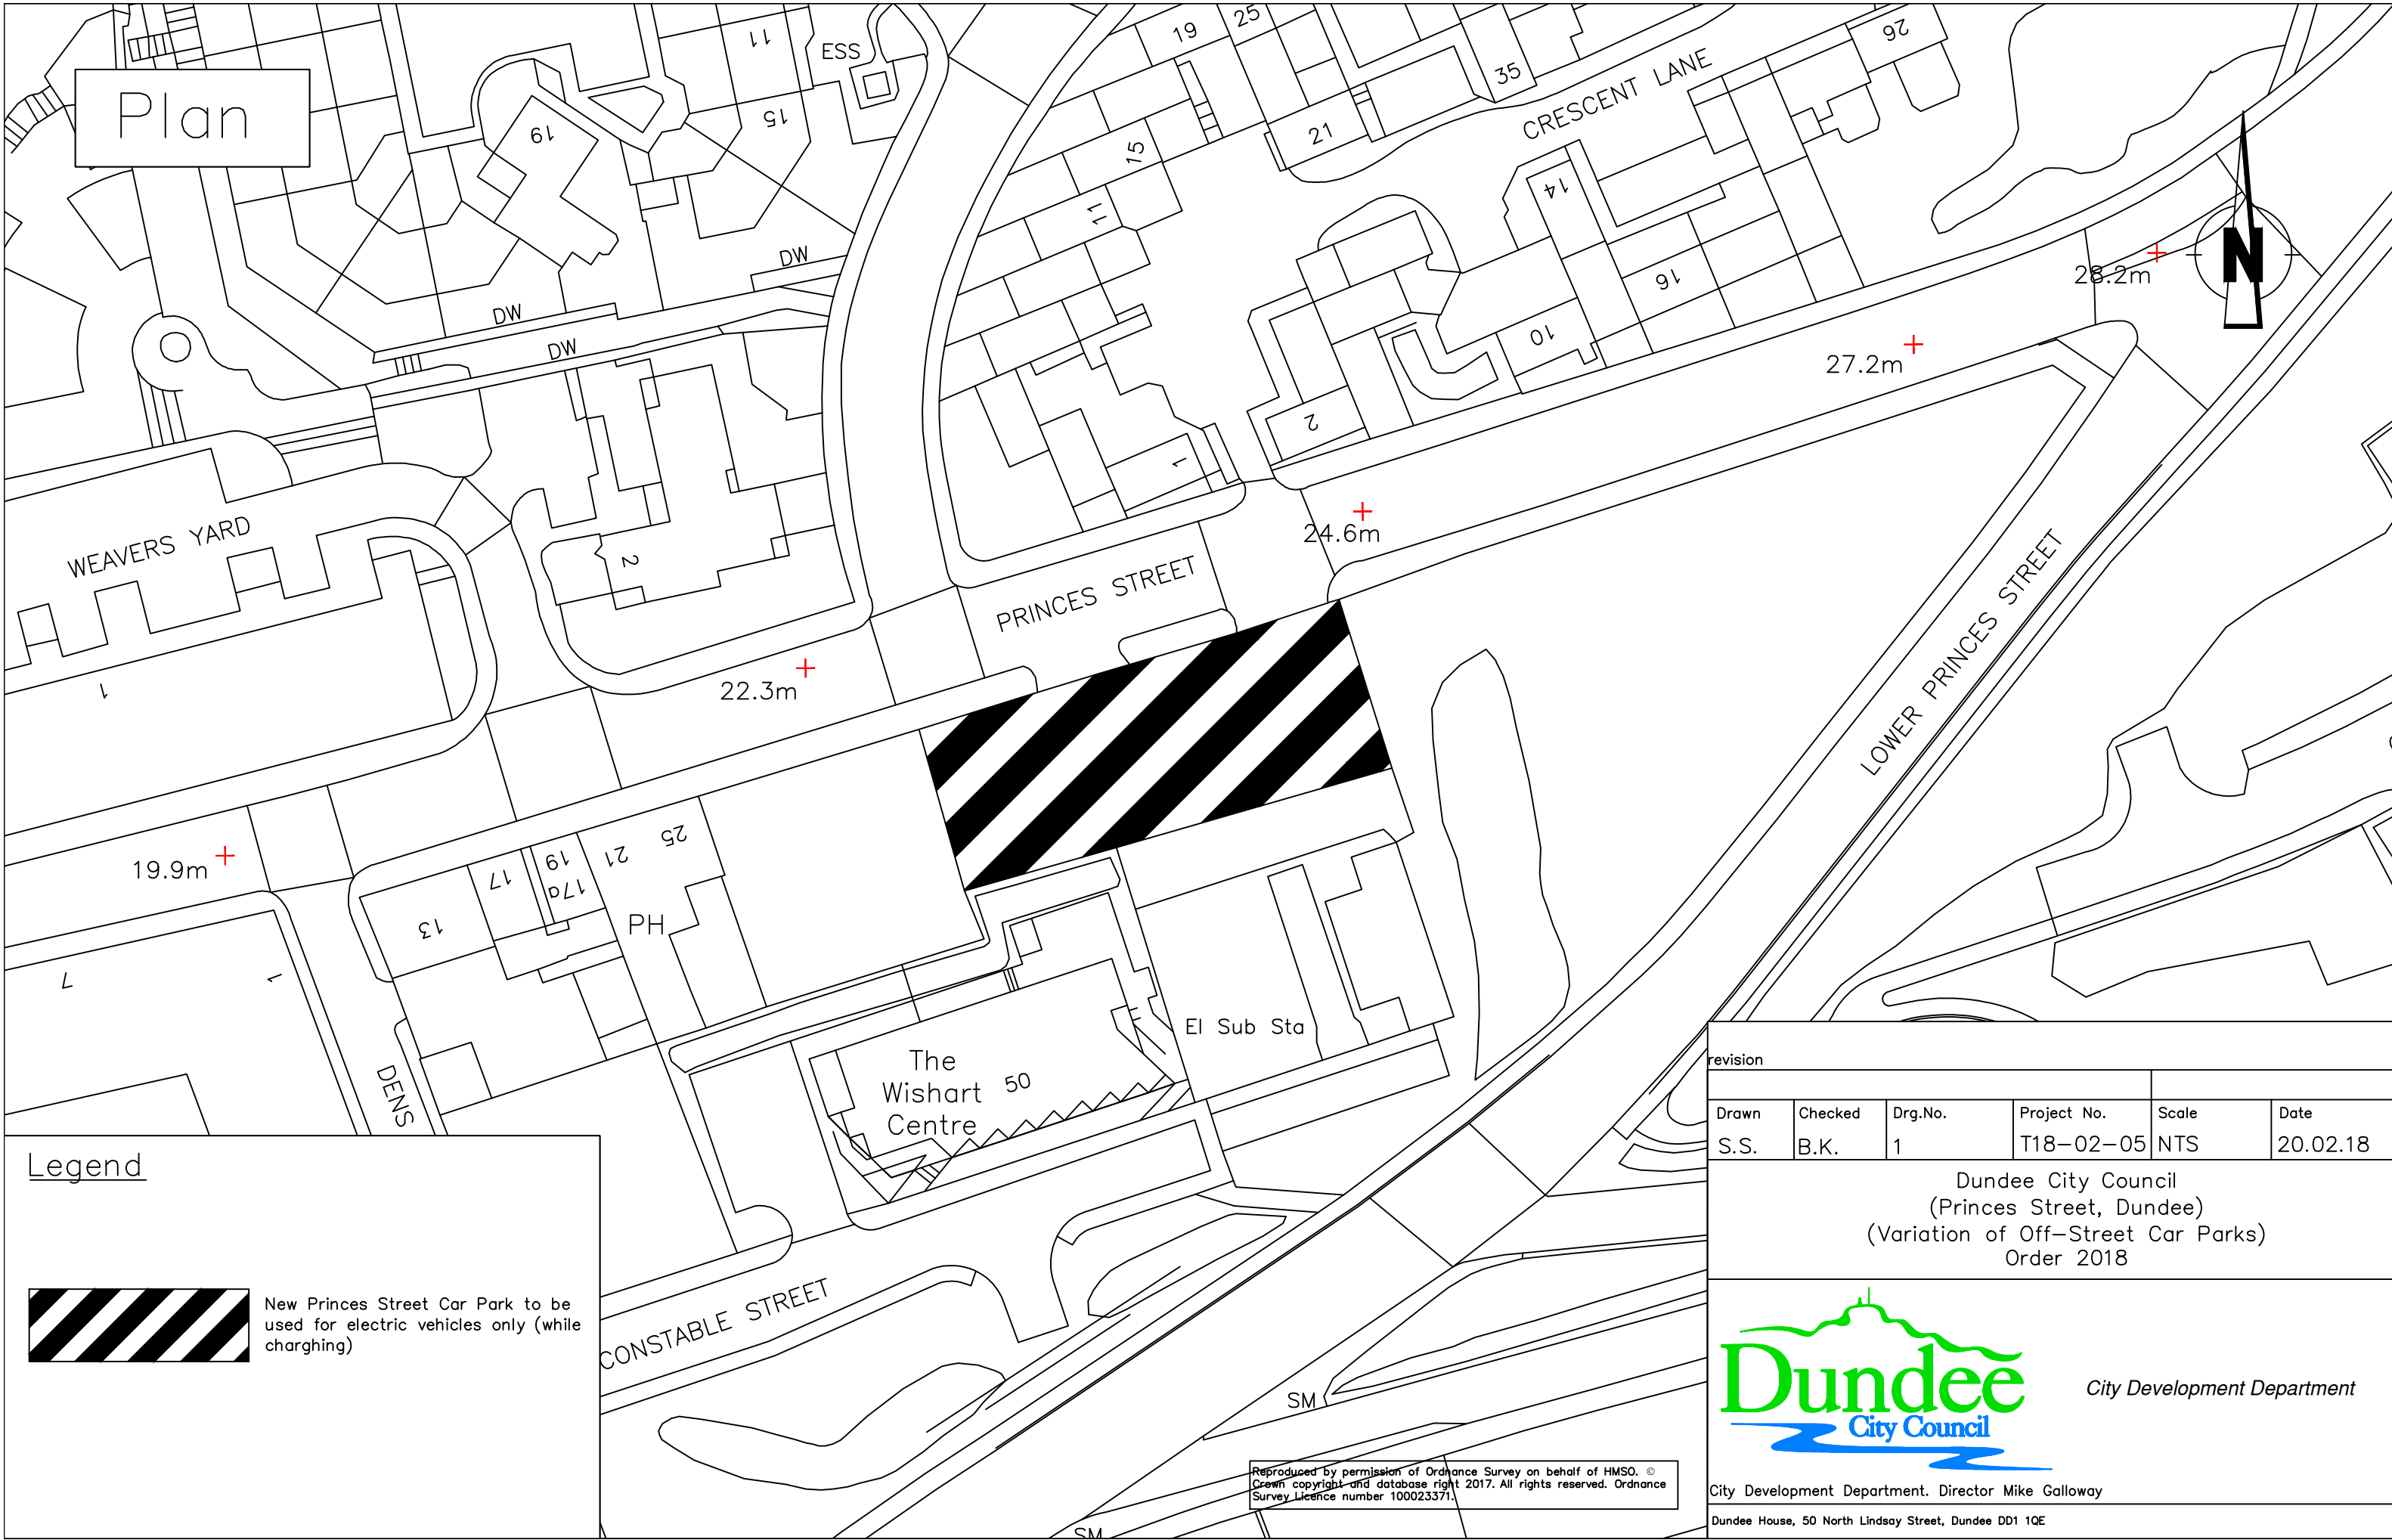 Plan
11
15
19
ESS
19
25
35
21
15
11
CRESCENT LANE
26
14
16
10
2
1
DW
DW
DW
28.2m
N
27.2m
24.6m
WEAVERS YARD
2
1
PRINCES STREET
22.3m
LOWER PRINCES STREET
19.9m
13
17
19
17a
21
25
PH
7
1
DENS
The
Wishart
Centre
50
El Sub Sta
CONSTABLE STREET
SM
SM
Legend
New Princes Street Car Park to be
used for electric vehicles only (while
charghing)
Reproduced by permission of Ordnance Survey on behalf of HMSO. ©
Crown copyright and database right 2017. All rights reserved. Ordnance
Survey Licence number 100023371.
revision
Drawn Checked Drg.No. Project No. Scale Date
S.S. B.K. 1 T18-02-05 NTS 20.02.18
Dundee City Council
(Princes Street, Dundee)
(Variation of Off-Street Car Parks)
Order 2018
Dundee
City Council
City Development Department
City Development Department. Director Mike Galloway
Dundee House, 50 North Lindsay Street, Dundee DD1 1QE